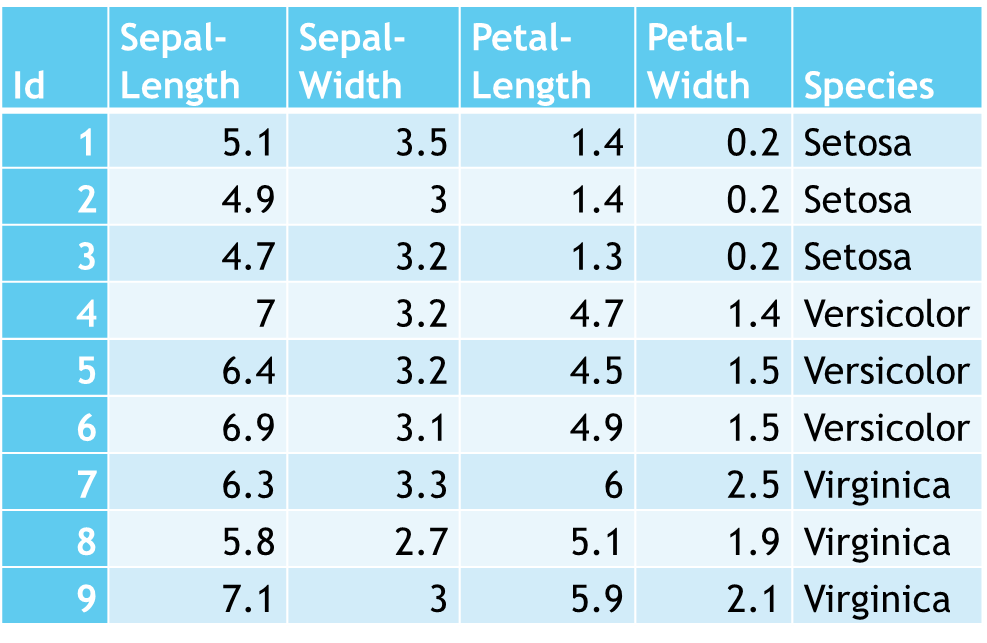 Id Sepal-Length Sepal-Width Petal-Length Petal-Width Species
1 5.1 3.5 1.4 0.2 Setosa
2 4.9 3 1.4 0.2 Setosa
3 4.7 3.2 1.3 0.2 Setosa
4 7 3.2 4.7 1.4 Versicolor
5 6.4 3.2 4.5 1.5 Versicolor
6 6.9 3.1 4.9 1.5 Versicolor
7 6.3 3.3 6 2.5 Virginica
8 5.8 2.7 5.1 1.9 Virginica
9 7.1 3 5.9 2.1 Virginica